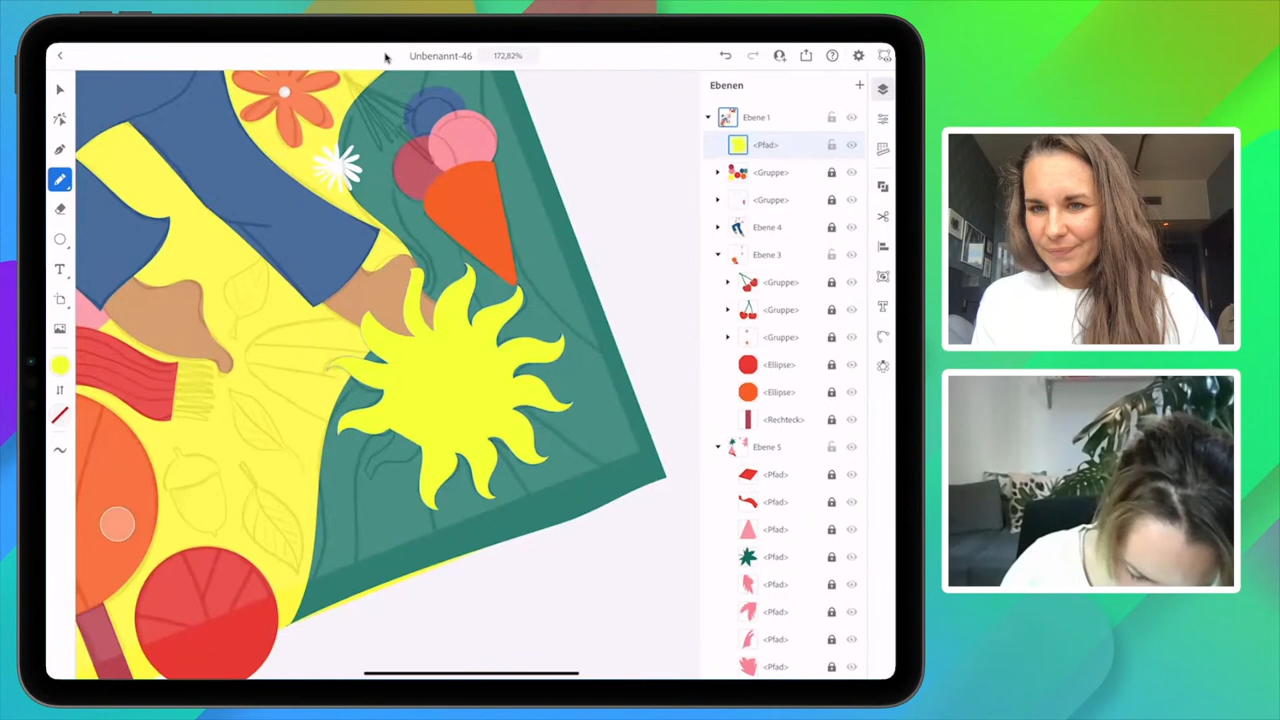 Unbenannt-46
172,82%
Ebenen
Ebene 1
<Pfad>
<Gruppe>
<Gruppe>
Ebene 4
Ebene 3
<Gruppe>
<Gruppe>
<Gruppe>
<Ellipse>
<Ellipse>
<Rechteck>
Ebene 5
<Pfad>
<Pfad>
<Pfad>
<Pfad>
<Pfad>
<Pfad>
<Pfad>
<Pfad>